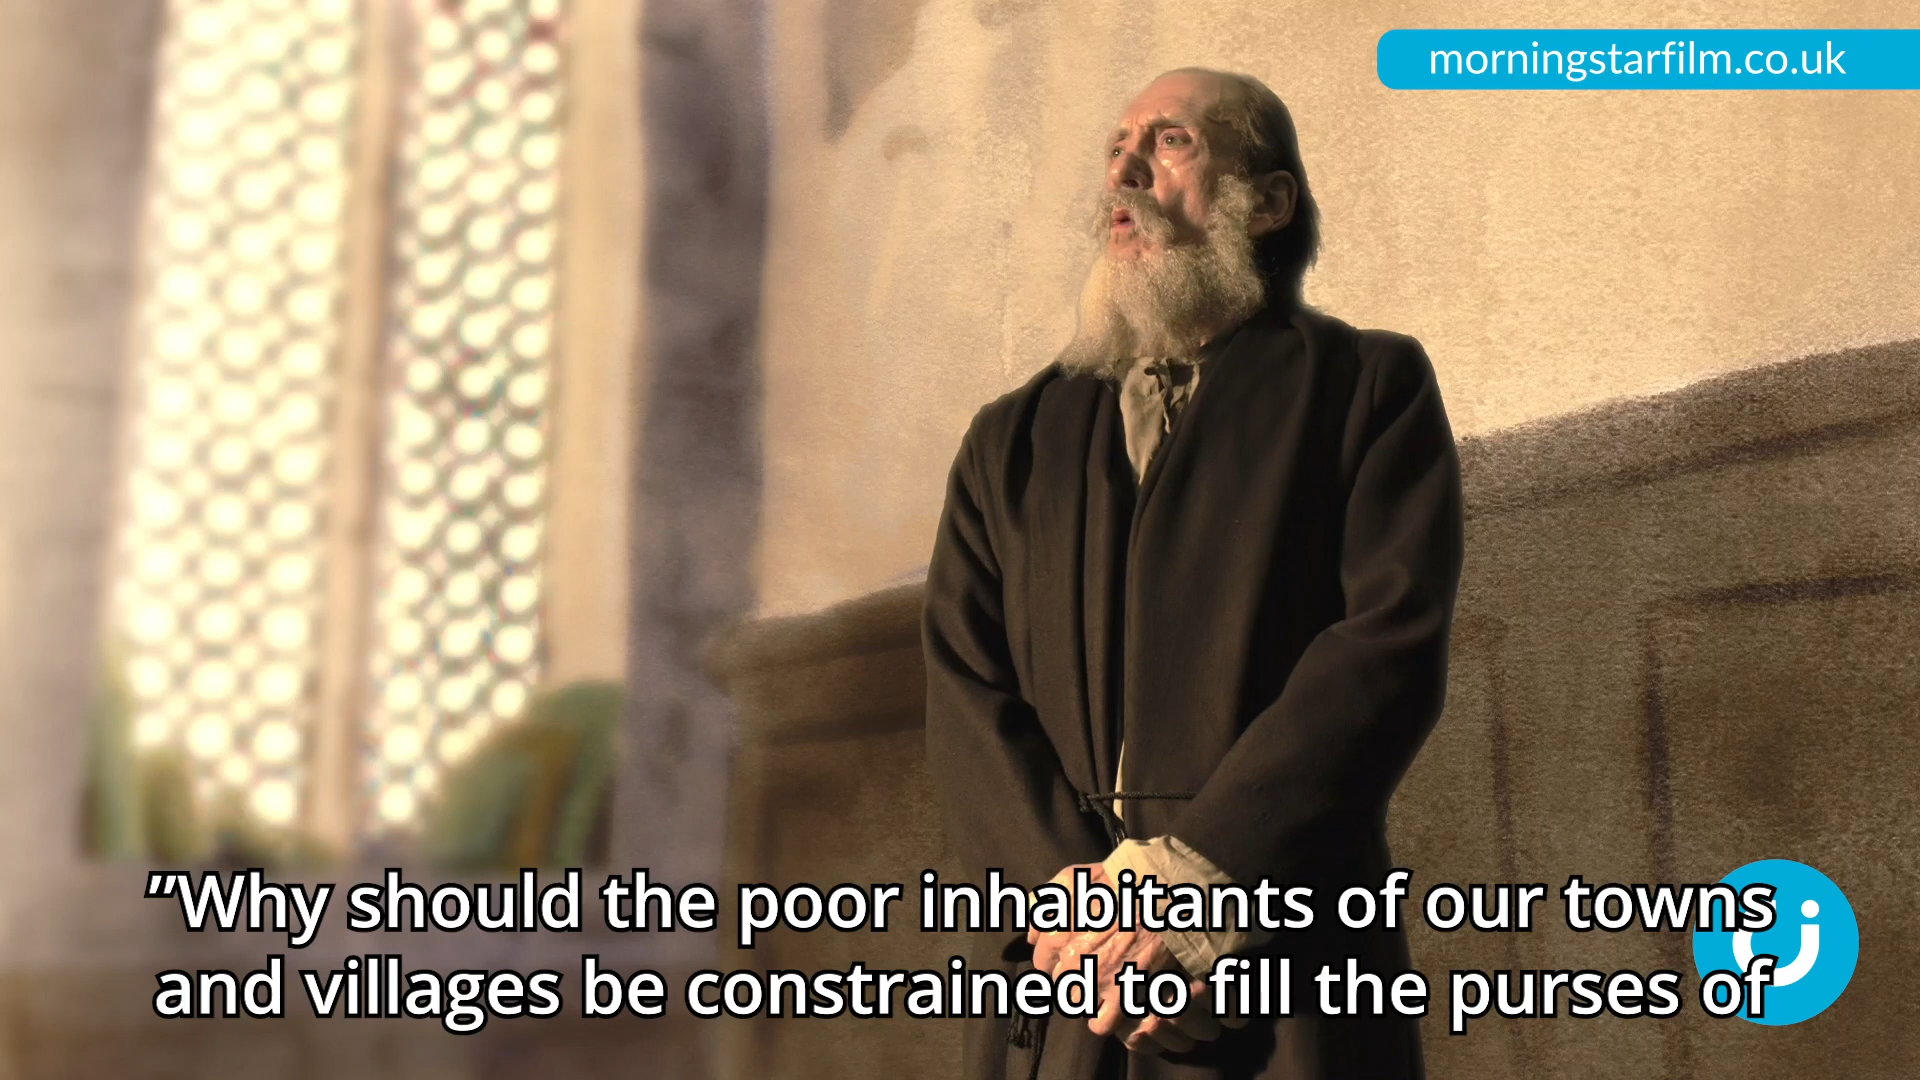 morningstarfilm.co.uk
"Why should the poor inhabitants of our towns
and villages be constrained to fill the purses of